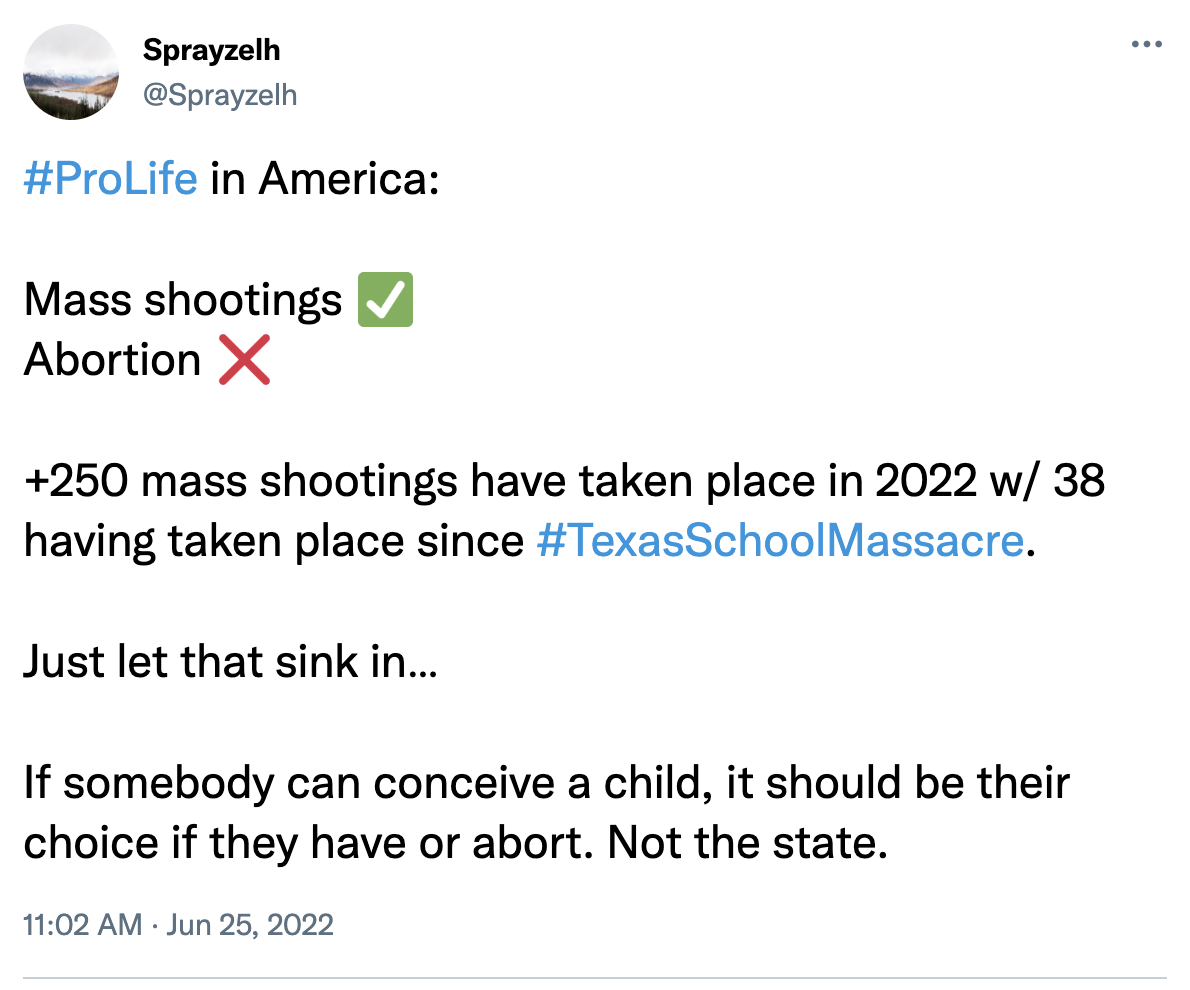 Sprayzelh
@Sprayzelh
#ProLife in America:
Mass shootings ✅
Abortion ❌
+250 mass shootings have taken place in 2022 w/ 38
having taken place since #TexasSchoolMassacre.
Just let that sink in...
If somebody can conceive a child, it should be their
choice if they have or abort. Not the state.
11:02 AM · Jun 25, 2022